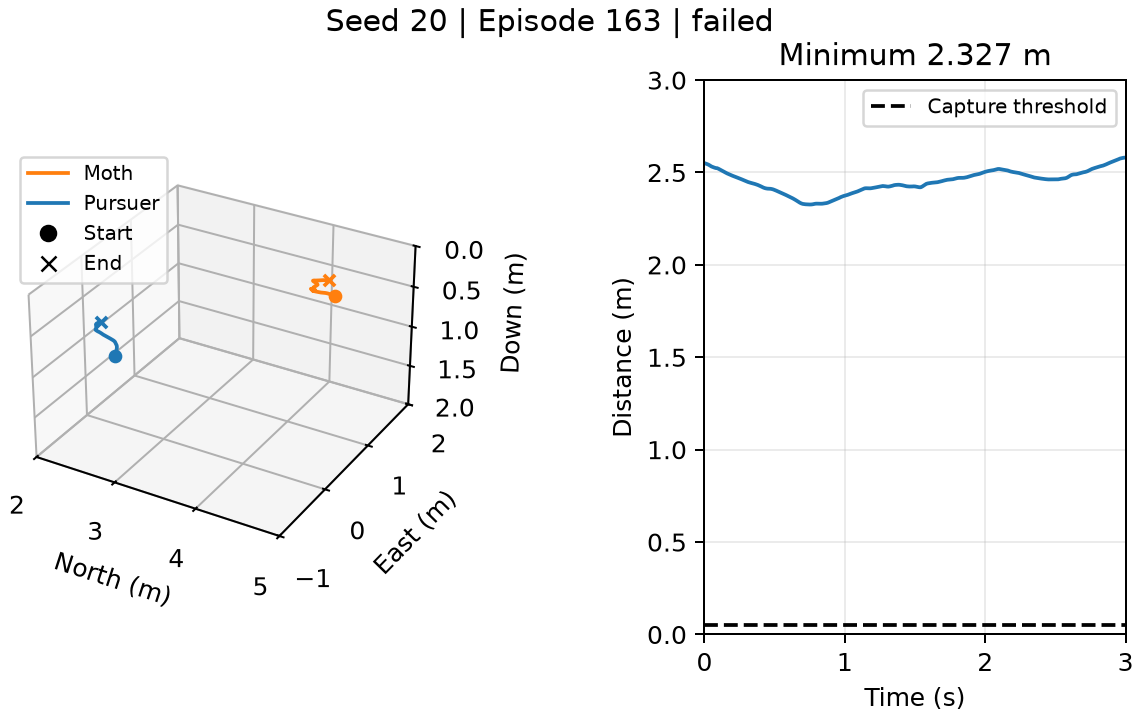 Seed 20 | Episode 163 | failed
Moth
Pursuer
Start
End
0.0
0.5
1.0
1.5
2.0
Down (m)
2
1
0
−1
East (m)
2
3
4
5
North (m)
Minimum 2.327 m
Capture threshold
3.0
2.5
2.0
1.5
1.0
0.5
0.0
Distance (m)
0
1
2
3
Time (s)